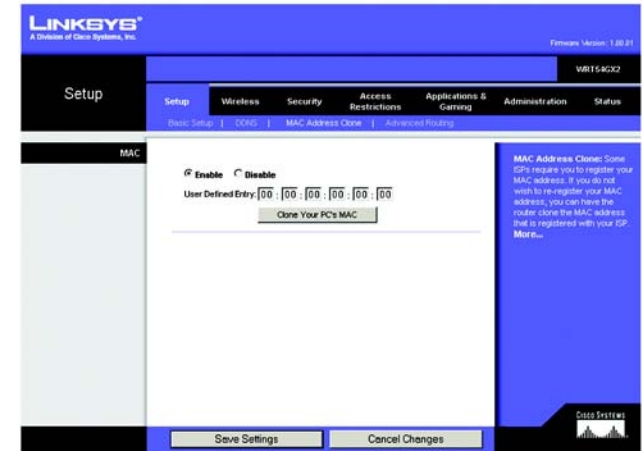 LINKSYS®
A Division of Cisco Systems, Inc.
Firmware Version: 1.00.01
WRT54GX2
Setup
Setup Wireless Security Access Restrictions Applications & Gaming Administration Status
Basic Setup | DDNS | MAC Address Clone | Advanced Routing
MAC
Enable Disable
User Defined Entry: 00 : 00 : 00 : 00 : 00 : 00
Clone Your PC's MAC
MAC Address Clone: Some
ISPs require you to register your
MAC address. If you do not
wish to re-register your MAC
address, you can have the
router clone the MAC address
that is registered with your ISP.
More...
CISCO SYSTEMS
Save Settings Cancel Changes